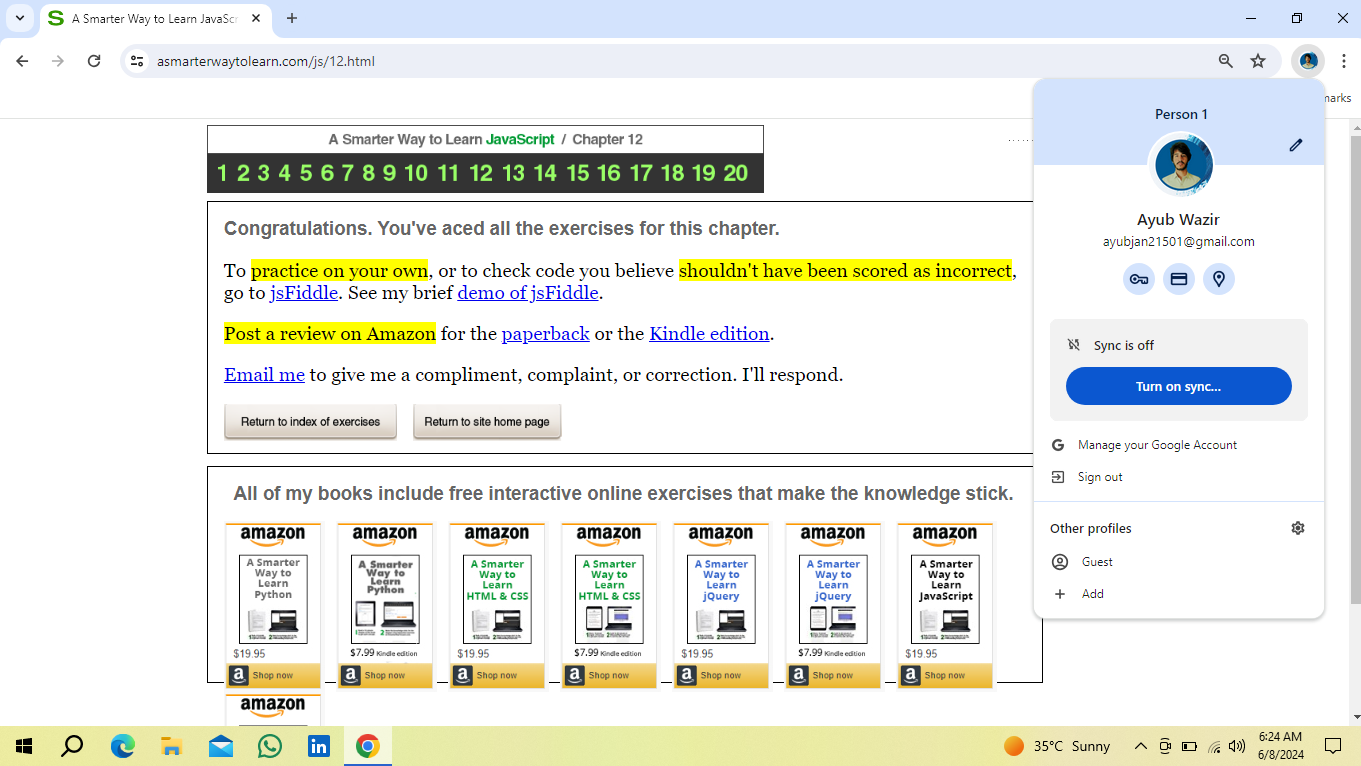 A Smarter Way to Learn JavaScr
asmarterwaytolearn.com/js/12.html
marks
A Smarter Way to Learn JavaScript / Chapter 12
1 2 3 4 5 6 7 8 9 10 11 12 13 14 15 16 17 18 19 20
Congratulations. You've aced all the exercises for this chapter.
To practice on your own, or to check code you believe shouldn't have been scored as incorrect,
go to jsFiddle. See my brief demo of jsFiddle.
Post a review on Amazon for the paperback or the Kindle edition.
Email me to give me a compliment, complaint, or correction. I'll respond.
Return to index of exercises Return to site home page
All of my books include free interactive online exercises that make the knowledge stick.
amazon amazon amazon amazon amazon amazon amazon
A Smarter A Smarter A Smarter A Smarter A Smarter A Smarter A Smarter
Way to Way to Way to Way to Way to Way to Way to
Learn Learn Learn Learn Learn Learn Learn
Python Python HTML & CSS HTML & CSS jQuery jQuery JavaScript
$19.95 $7.99 Kindle edition $19.95 $7.99 Kindle edition $19.95 $7.99 Kindle edition $19.95
a Shop now a Shop now a Shop now a Shop now a Shop now a Shop now a Shop now
amazon
Person 1
Ayub Wazir
ayubjan21501@gmail.com
Sync is off
Turn on sync...
Manage your Google Account
Sign out
Other profiles
Guest
Add
35°C Sunny
6:24 AM
6/8/2024